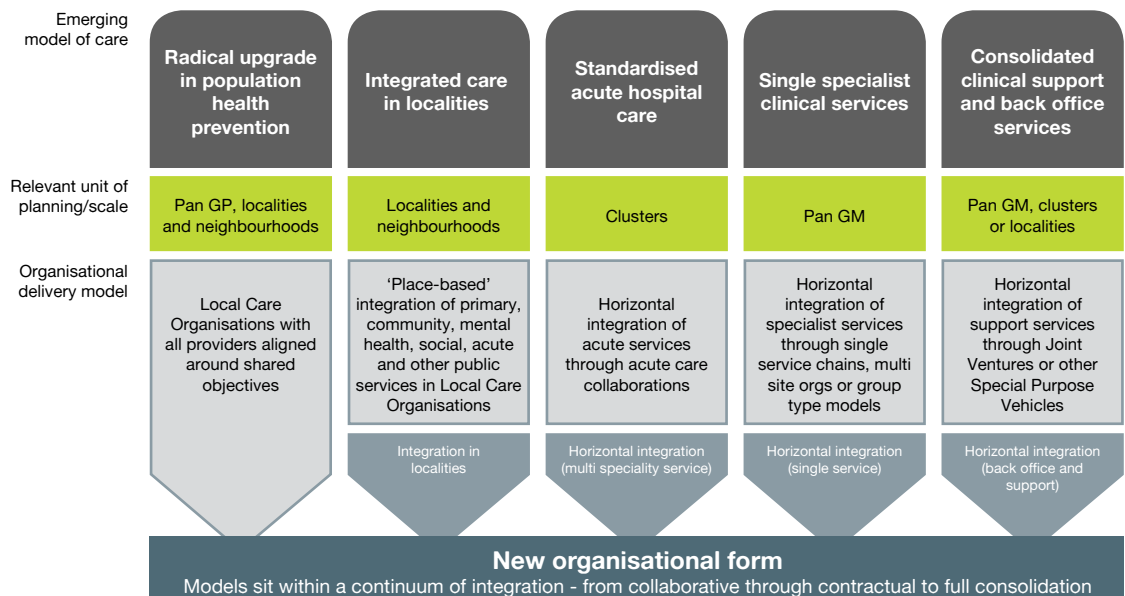 Emerging
model of care
Radical upgrade
in population
health
prevention
Integrated care
in localities
Standardised
acute hospital
care
Single specialist
clinical services
Consolidated
clinical support
and back office
services
Relevant unit of
planning/scale
Pan GP, localities
and neighbourhoods
Localities and
neighbourhoods
Clusters
Pan GM
Pan GM, clusters
or localities
Organisational
delivery model
Local Care
Organisations with
all providers aligned
around shared
objectives
‘Place-based’
integration of primary,
community, mental
health, social, acute
and other public
services in Local Care
Organisations
Horizontal
integration of
acute services
through acute care
collaborations
Horizontal
integration of
specialist services
through single
service chains, multi
site orgs or group
type models
Horizontal
integration of
support services
through Joint
Ventures or other
Special Purpose
Vehicles
Integration in
localities
Horizontal integration
(multi speciality service)
Horizontal integration
(single service)
Horizontal integration
(back office and
support)
New organisational form
Models sit within a continuum of integration - from collaborative through contractual to full consolidation